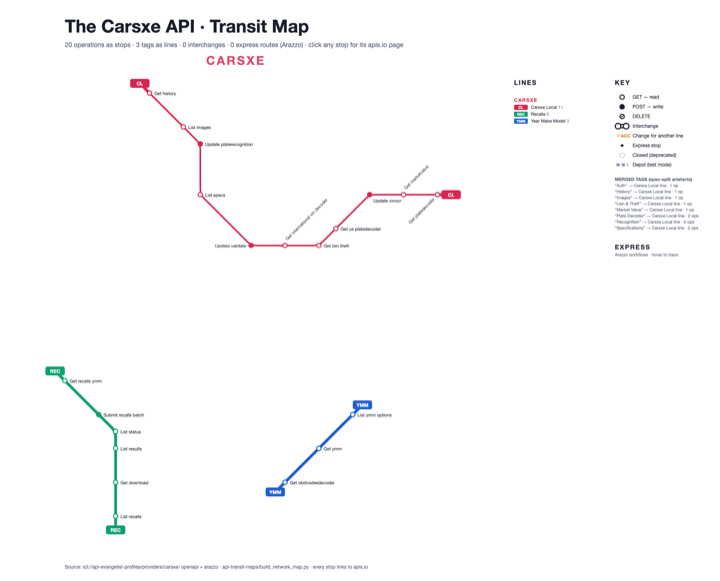 The Carsxe API · Transit Map
20 operations as stops · 3 tags as lines · 0 interchanges · 0 express routes (Arazzo) · click any stop for its apis.io page
CARSXE
CL
Get history
List images
Update platerecognition
List specs
Update validate
Get international vin decoder
Get lien theft
Get us platedecoder
Update vinocr
Get marketvalue
Get platedecoder
CL
LINES
CARSXE
CL Carsxe Local 11
REC Recalls 6
YMM Year Make Model 3
KEY
GET — read
POST — write
DELETE
Interchange
Change for another line
Express stop
Closed (deprecated)
Depot (test mode)
MERGED TAGS (spec-split artefacts)
"Auth" → Carsxe Local line · 1 op
"History" → Carsxe Local line · 1 op
"Images" → Carsxe Local line · 1 op
"Lien & Theft" → Carsxe Local line · 1 op
"Market Value" → Carsxe Local line · 1 op
"Plate Decoder" → Carsxe Local line · 2 ops
"Recognition" → Carsxe Local line · 2 ops
"Specifications" → Carsxe Local line · 2 ops
EXPRESS
Arazzo workflows · hover to trace
REC
Get recalls ymm
Submit recalls batch
List status
List results
Get download
List recalls
REC
YMM
List ymm options
Get ymm
Get obdcodesdecoder
YMM
Source: s3://api-evangelist-profiles/providers/carsxe/ openapi + arazzo · api-transit-maps/build_network_map.py · every stop links to apis.io